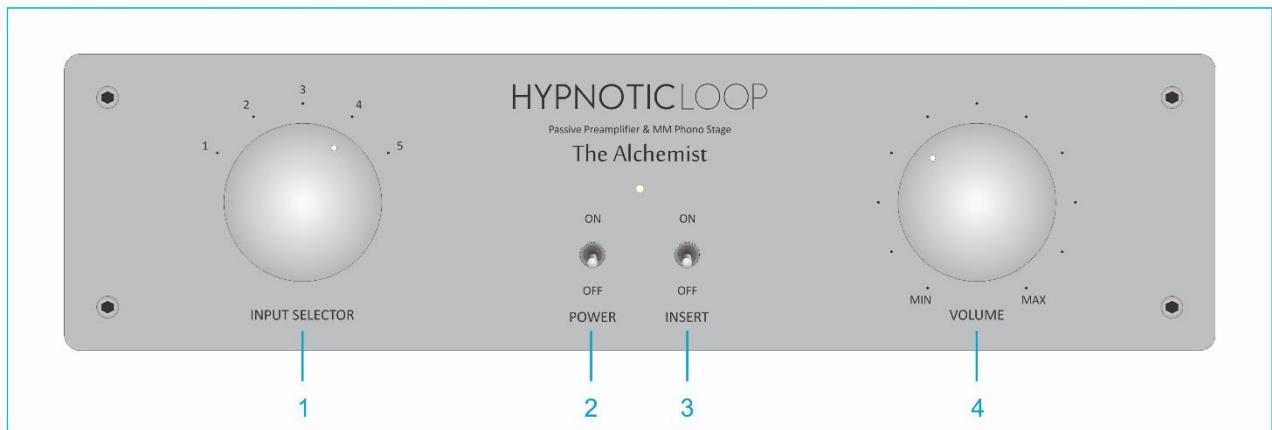 HYPNOTICLOOP
Passive Preamplifier & MM Phono Stage
The Alchemist
1
2
3
4
5
INPUT SELECTOR
ON
OFF
POWER
ON
OFF
INSERT
MIN
MAX
VOLUME
1
2
3
4